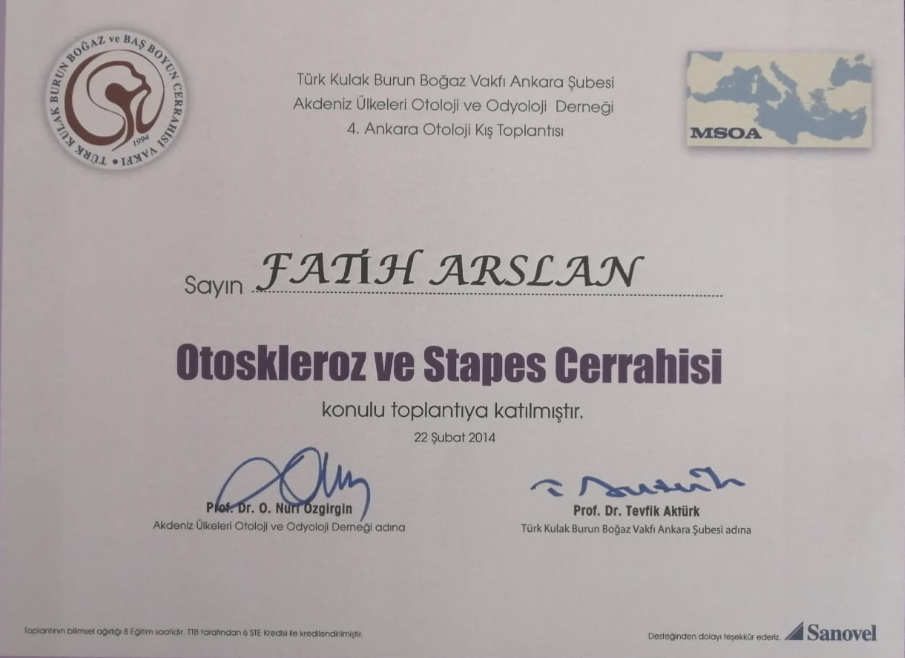 TÜRK KULAK BURUN BOĞAZ ve BAŞ BOYUN CERRAHİSİ VAKFI
1994
Türk Kulak Burun Boğaz Vakfı Ankara Şubesi
Akdeniz Ülkeleri Otoloji ve Odyoloji Derneği
4. Ankara Otoloji Kış Toplantısı
MSOA
Sayın FATİH ARSLAN
Otoskleroz ve Stapes Cerrahisi
konulu toplantıya katılmıştır.
22 Şubat 2014
Prof. Dr. O. Nuri Özgirgin
Akdeniz Ülkeleri Otoloji ve Odyoloji Derneği adına
Prof. Dr. Tevfik Aktürk
Türk Kulak Burun Boğaz Vakfı Ankara Şubesi adına
Toplantının bilimsel ağırlığı 8 Eğitim saatidir. TTB tarafından 6 STE Kredisi ile kredilendirilmiştir.
Desteğinden dolayı teşekkür ederiz. Sanovel